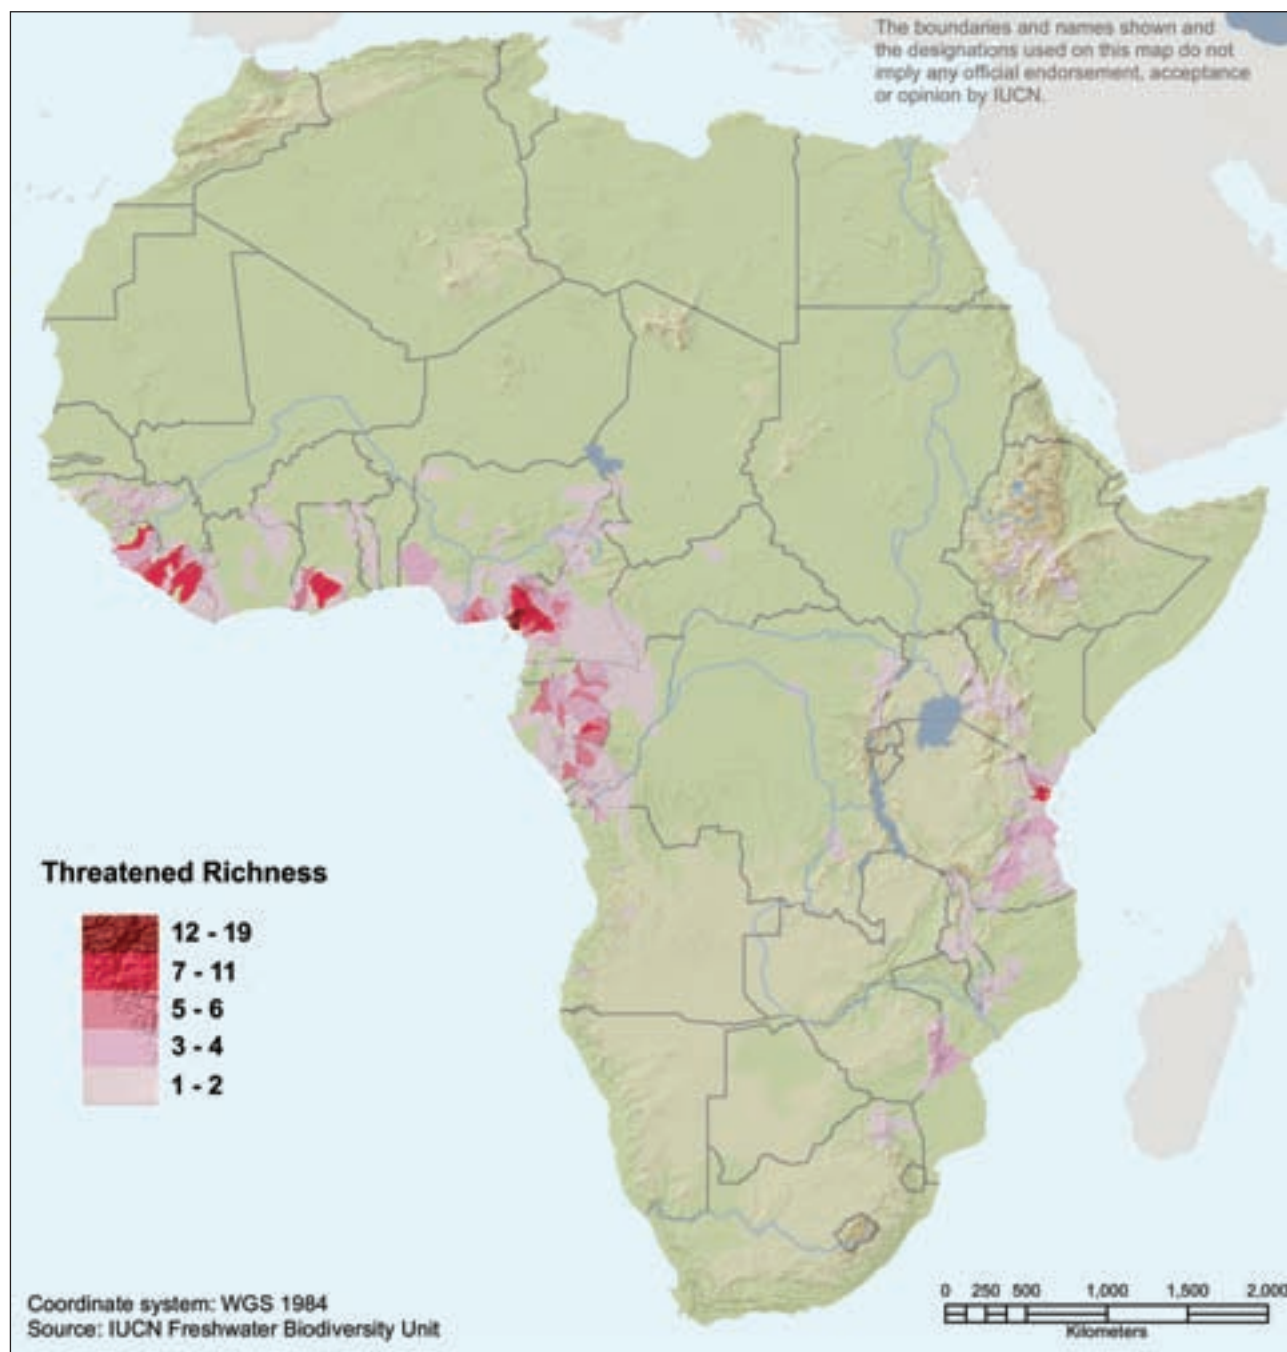 The boundaries and names shown and
the designations used on this map do not
imply any official endorsement, acceptance
or opinion by IUCN.
Threatened Richness
12 - 19
7 - 11
5 - 6
3 - 4
1 - 2
Coordinate system: WGS 1984
Source: IUCN Freshwater Biodiversity Unit
0 250 500 1,000 1,500 2,000
Kilometers